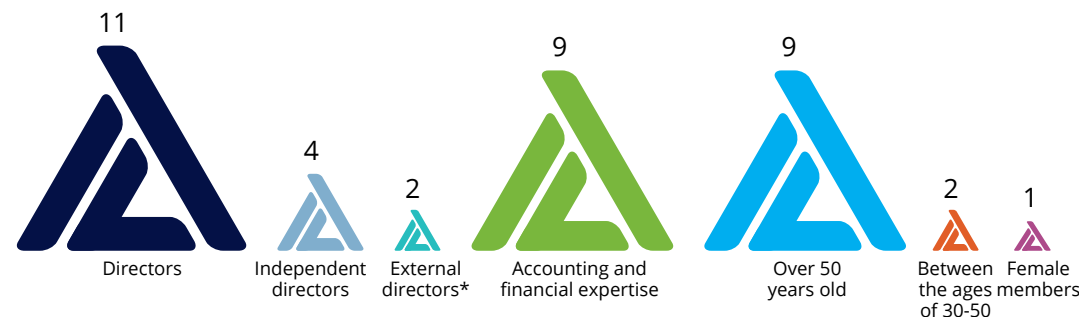 11
Directors
4
Independent
directors
2
External
directors*
9
Accounting and
financial expertise
9
Over 50
years old
2
Between
the ages
of 30-50
1
Female
members